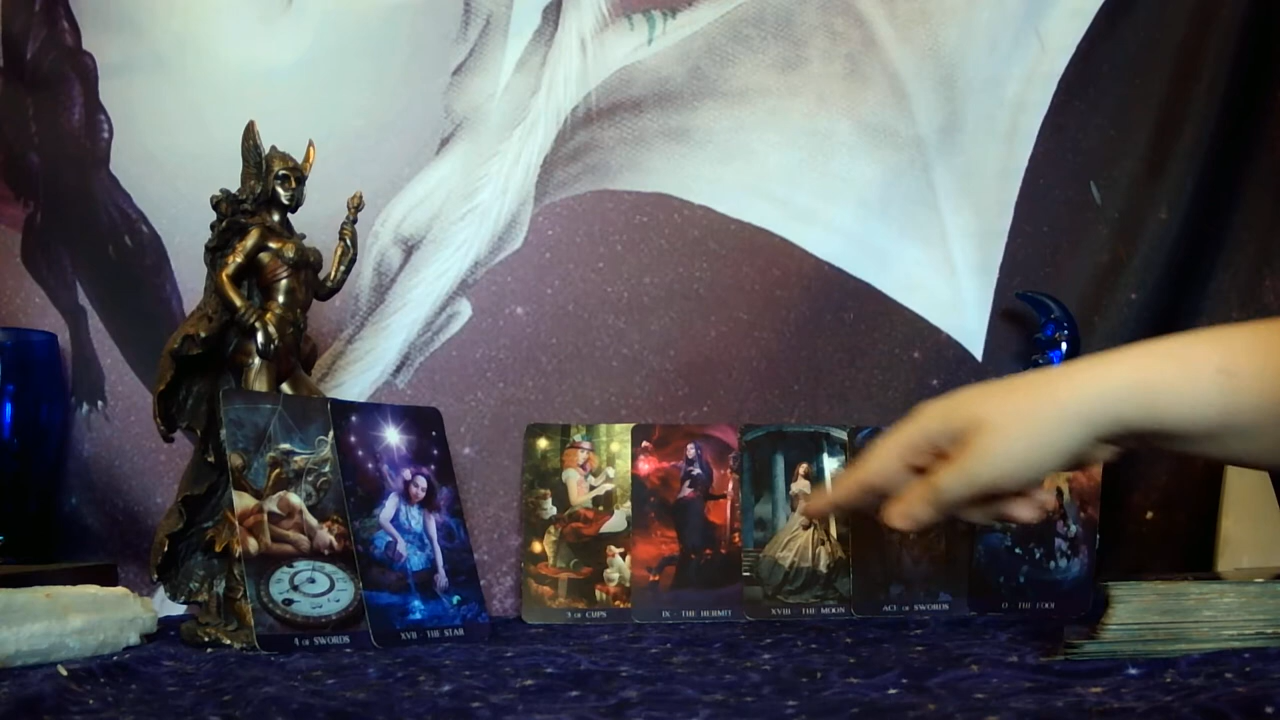 4 OF SWORDS
XVII - THE STAR
3 OF CUPS
IX - THE HERMIT
XVIII - THE MOON
ACE OF SWORDS
0 - THE FOOL